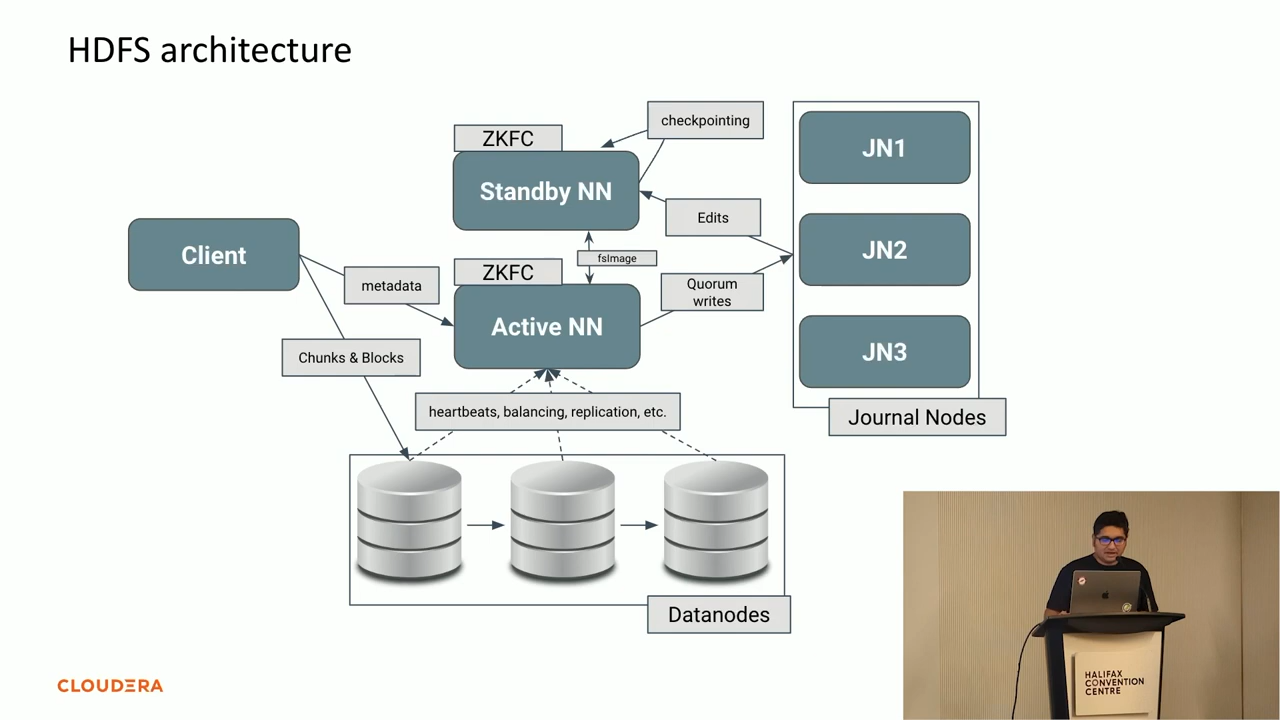 HDFS architecture
checkpointing
ZKFC
Standby NN
JN1
Edits
Client
JN2
fsImage
ZKFC
metadata
Quorum
writes
Active NN
JN3
Chunks & Blocks
heartbeats, balancing, replication, etc.
Journal Nodes
Datanodes
CLOUDERA
HALIFAX
CONVENTION
CENTRE